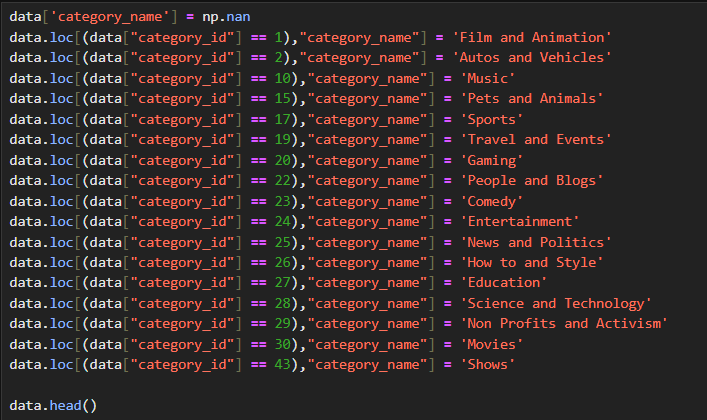 data['category_name'] = np.nan
data.loc[(data["category_id"] == 1),"category_name"] = 'Film and Animation'
data.loc[(data["category_id"] == 2),"category_name"] = 'Autos and Vehicles'
data.loc[(data["category_id"] == 10),"category_name"] = 'Music'
data.loc[(data["category_id"] == 15),"category_name"] = 'Pets and Animals'
data.loc[(data["category_id"] == 17),"category_name"] = 'Sports'
data.loc[(data["category_id"] == 19),"category_name"] = 'Travel and Events'
data.loc[(data["category_id"] == 20),"category_name"] = 'Gaming'
data.loc[(data["category_id"] == 22),"category_name"] = 'People and Blogs'
data.loc[(data["category_id"] == 23),"category_name"] = 'Comedy'
data.loc[(data["category_id"] == 24),"category_name"] = 'Entertainment'
data.loc[(data["category_id"] == 25),"category_name"] = 'News and Politics'
data.loc[(data["category_id"] == 26),"category_name"] = 'How to and Style'
data.loc[(data["category_id"] == 27),"category_name"] = 'Education'
data.loc[(data["category_id"] == 28),"category_name"] = 'Science and Technology'
data.loc[(data["category_id"] == 29),"category_name"] = 'Non Profits and Activism'
data.loc[(data["category_id"] == 30),"category_name"] = 'Movies'
data.loc[(data["category_id"] == 43),"category_name"] = 'Shows'
data.head()